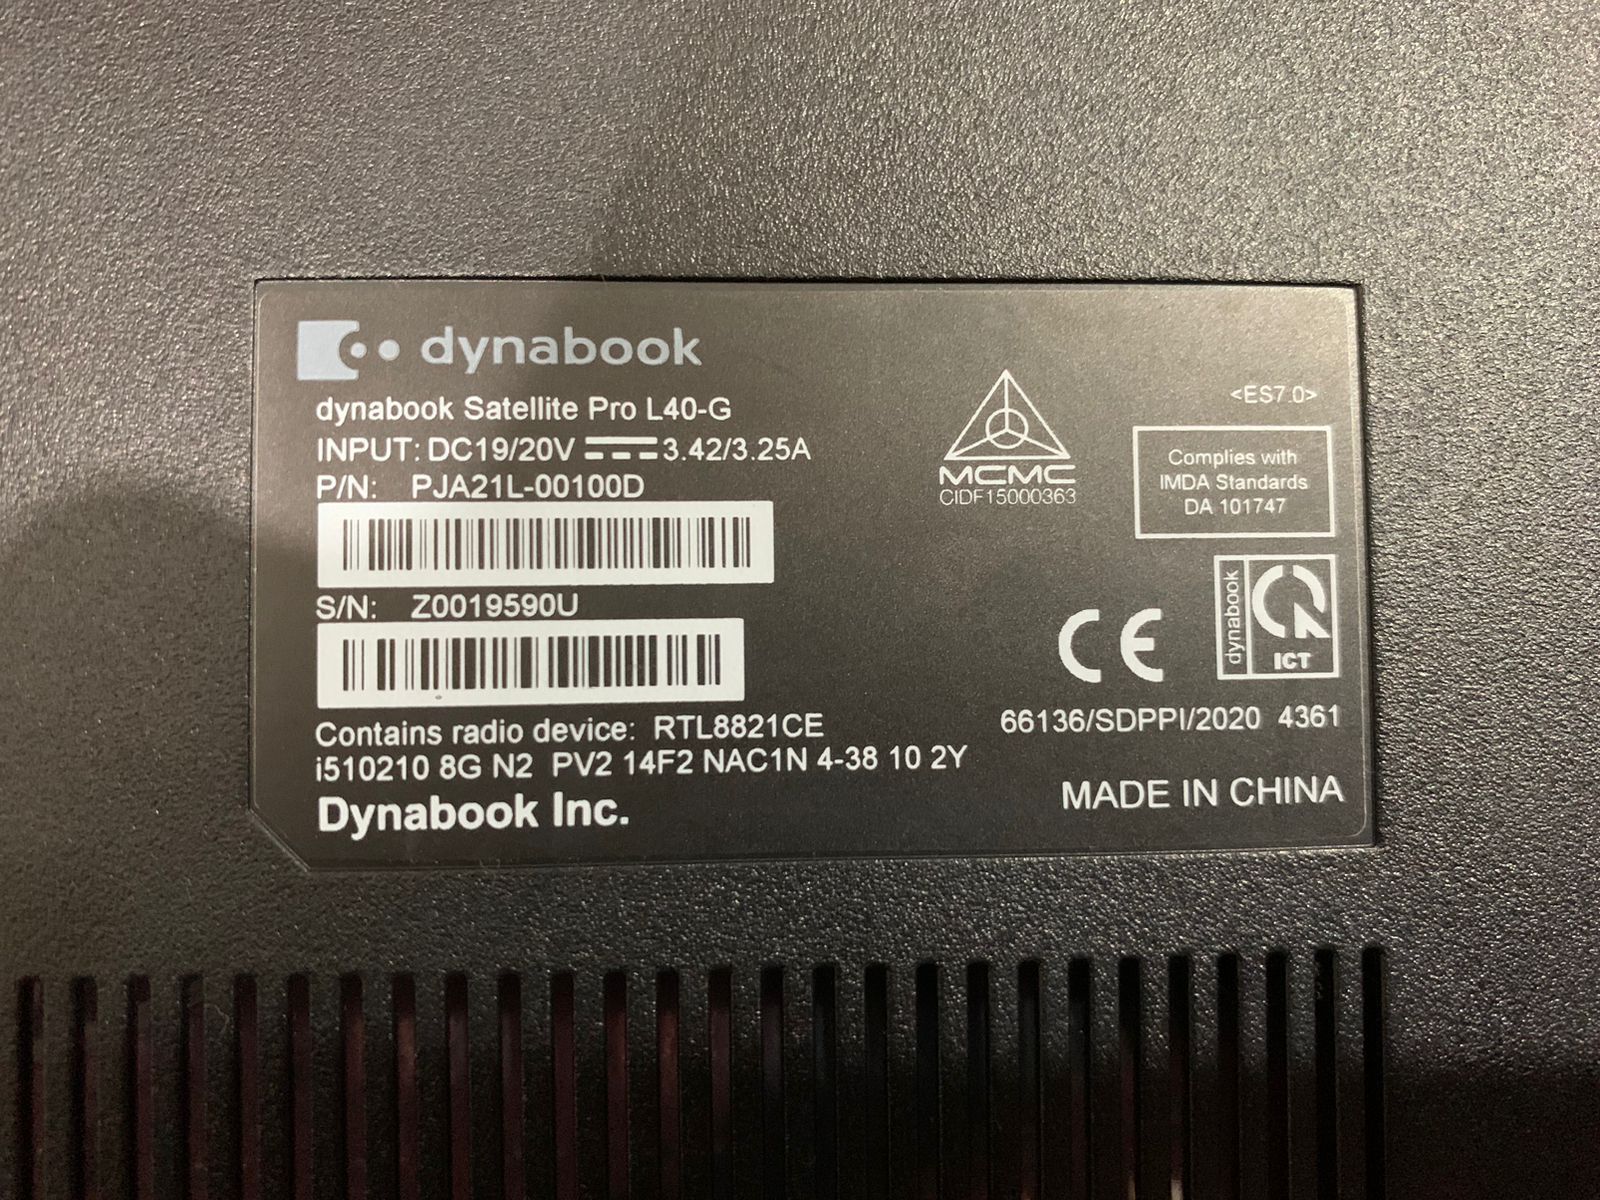 dynabook
dynabook Satellite Pro L40-G
INPUT: DC19/20V 3.42/3.25A
P/N: PJA21L-00100D
S/N: Z0019590U
Contains radio device: RTL8821CE
i510210 8G N2 PV2 14F2 NAC1N 4-38 10 2Y
Dynabook Inc.
MCMC
CIDF15000363
<ES7.0>
Complies with
IMDA Standards
DA 101747
CE
dynabook
ICT
66136/SDPPI/2020 4361
MADE IN CHINA